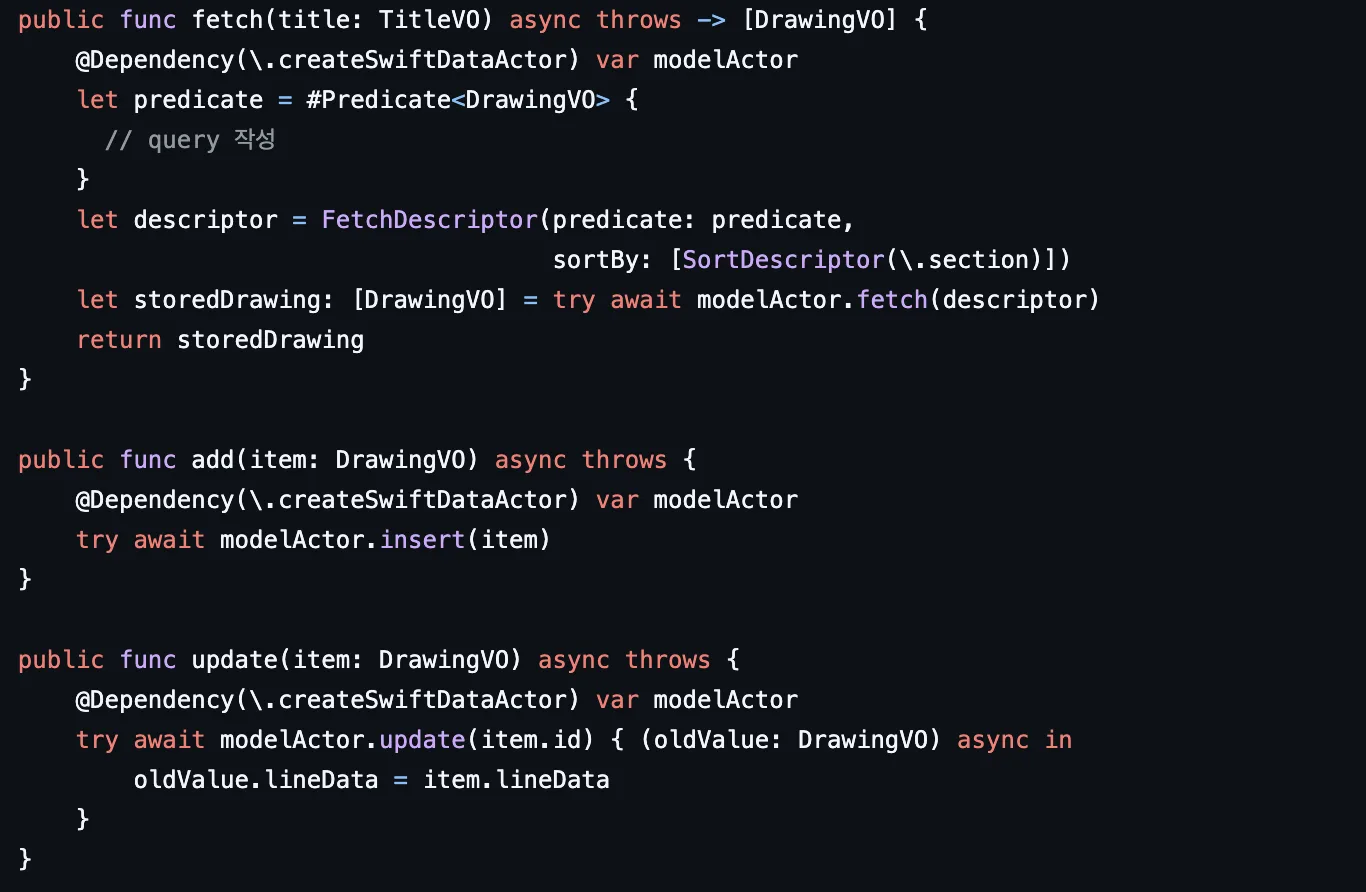 public func fetch(title: TitleVO) async throws -> [DrawingVO] {
    @Dependency(\.createSwiftDataActor) var modelActor
    let predicate = #Predicate<DrawingVO> {
      // query 작성
    }
    let descriptor = FetchDescriptor(predicate: predicate,
                                     sortBy: [SortDescriptor(\.section)])
    let storedDrawing: [DrawingVO] = try await modelActor.fetch(descriptor)
    return storedDrawing
}

public func add(item: DrawingVO) async throws {
    @Dependency(\.createSwiftDataActor) var modelActor
    try await modelActor.insert(item)
}

public func update(item: DrawingVO) async throws {
    @Dependency(\.createSwiftDataActor) var modelActor
    try await modelActor.update(item.id) { (oldValue: DrawingVO) async in
        oldValue.lineData = item.lineData
    }
}